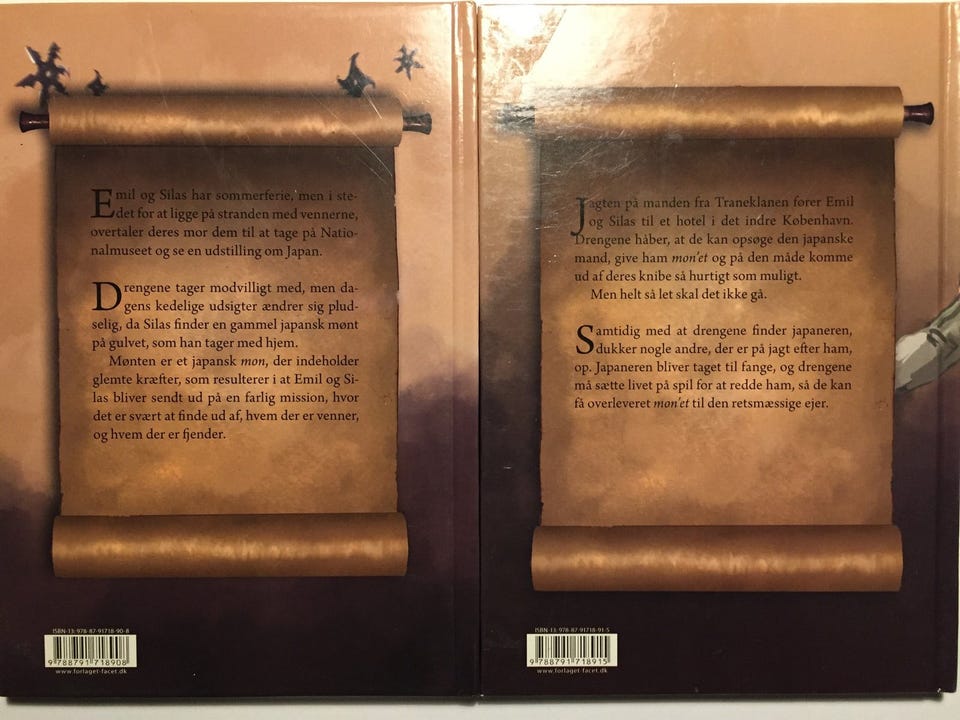 Emil og Silas har sommerferie, men i ste-
det for at ligge på stranden med vennerne,
overtaler deres mor dem til at tage på Natio-
nalmuseet og se en udstilling om Japan.
Drengene tager modvilligt med, men da-
gens kedelige udsigter ændrer sig plud-
selig, da Silas finder en gammel japansk mønt
på gulvet, som han tager med hjem.
Mønten er et japansk mon, der indeholder
glemte kræfter, som resulterer i at Emil og Si-
las bliver sendt ud på en farlig mission, hvor
det er svært at finde ud af, hvem der er venner,
og hvem der er fjender.
ISBN-13: 978-87-91718-90-8
9 788791 718908
www.forlaget-facet.dk
Jagten på manden fra Traneklanen fører Emil
og Silas til et hotel i det indre København.
Drengene håber, at de kan opsøge den japanske
mand, give ham mon'et og på den måde komme
ud af deres knibe så hurtigt som muligt.
Men helt så let skal det ikke gå.
Samtidig med at drengene finder japaneren,
dukker nogle andre, der er på jagt efter ham,
op. Japaneren bliver taget til fange, og drengene
må sætte livet på spil for at redde ham, så de kan
få overleveret mon'et til den retsmæssige ejer.
ISBN-13: 978-87-91718-91-5
9 788791 718915
www.forlaget-facet.dk